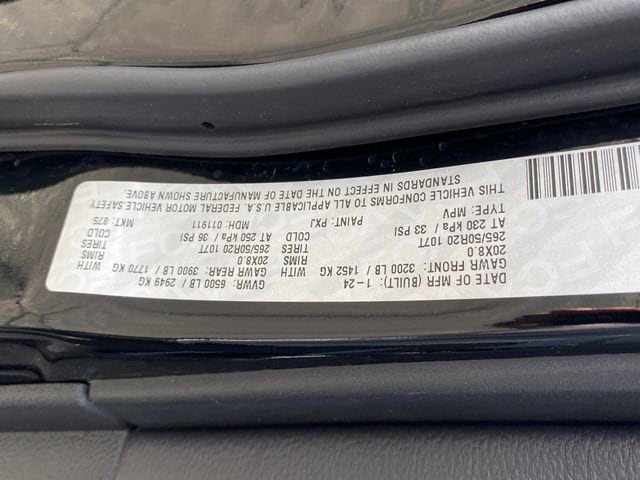 DATE OF MFR (BUILT): 1-24 GVWR: 6500 LB / 2949 KG
GAWR FRONT: 3200 LB / 1452 KG GAWR REAR: 3900 LB / 1770 KG
20X8.0 RIMS 20X8.0 RIMS
265/50R20 107T TIRES 265/50R20 107T TIRES
AT 230 kPa / 33 PSI COLD AT 250 kPa / 36 PSI COLD
TYPE: MPV PAINT: PXJ MDH: 011911 MKT: 875
THIS VEHICLE CONFORMS TO ALL APPLICABLE U.S.A. FEDERAL MOTOR VEHICLE SAFETY
STANDARDS IN EFFECT ON THE DATE OF MANUFACTURE SHOWN ABOVE.